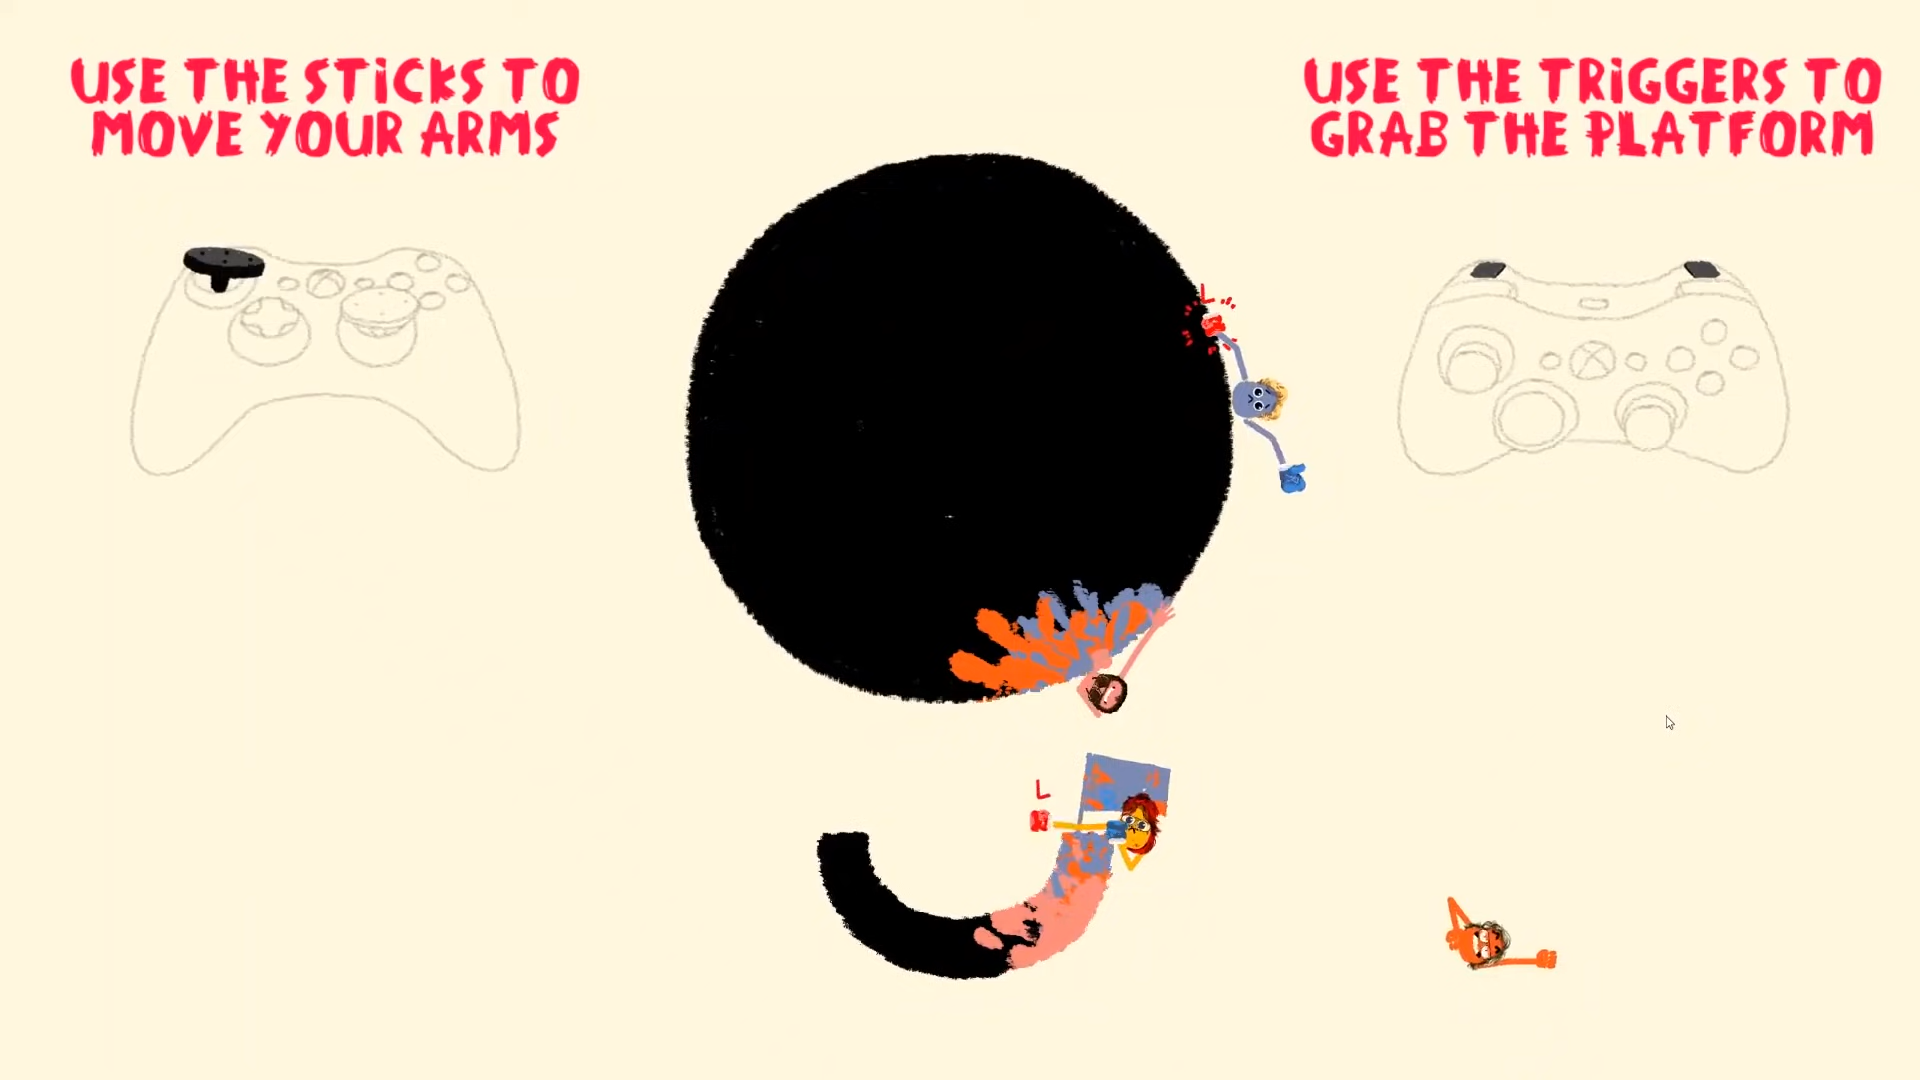 USE THE STICKS TO
MOVE YOUR ARMS
USE THE TRIGGERS TO
GRAB THE PLATFORM
L
L